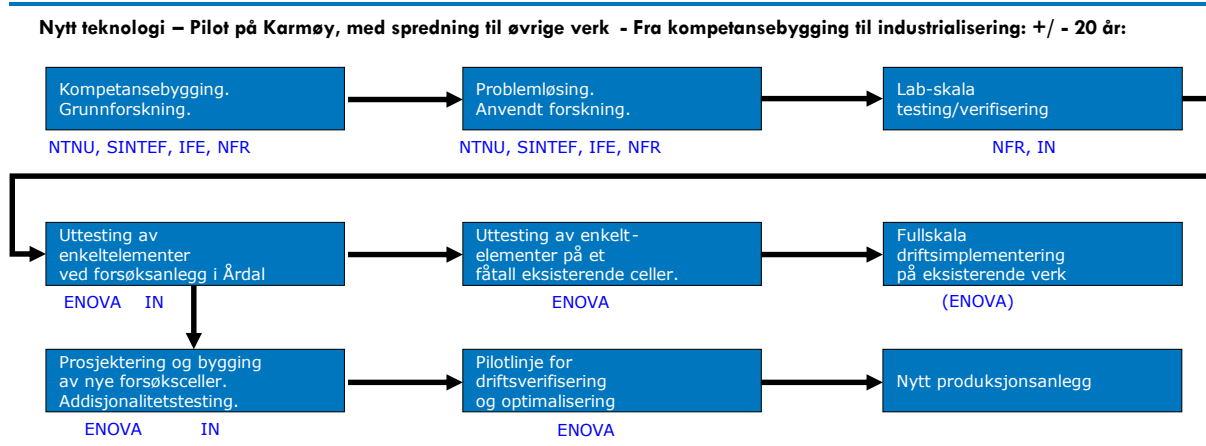 Nytt teknologi – Pilot på Karmøy, med spredning til øvrige verk - Fra kompetansebygging til industrialisering: +/ - 20 år:
Kompetansebygging.
Grunnforskning.
NTNU, SINTEF, IFE, NFR
Problemløsing.
Anvendt forskning.
NTNU, SINTEF, IFE, NFR
Lab-skala
testing/verifisering
NFR, IN
Uttesting av
enkeltelementer
ved forsøksanlegg i Årdal
ENOVA IN
Uttesting av enkelt-
elementer på et
fåtall eksisterende celler.
ENOVA
Fullskala
driftsimplementering
på eksisterende verk
(ENOVA)
Prosjektering og bygging
av nye forsøksceller.
Addisjonalitetstesting.
ENOVA IN
Pilotlinje for
driftsverifisering
og optimalisering
ENOVA
Nytt produksjonsanlegg